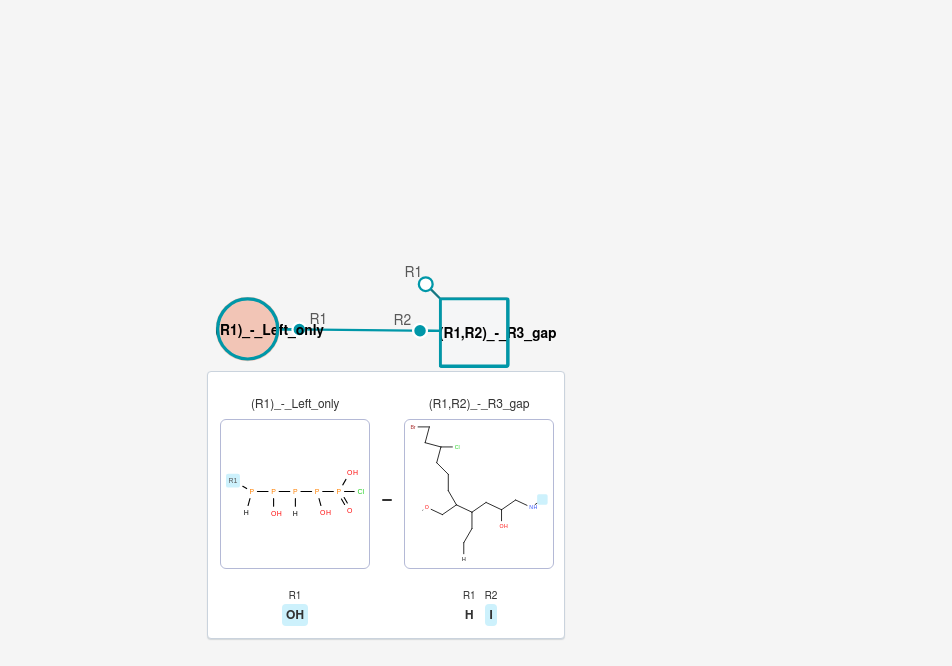 R1
R1
R2
(R1)_-_Left_only
(R1,R2)_-_R3_gap
(R1)_-_Left_only
(R1,R2)_-_R3_gap
R1
P
P
P
P
P
OH
Cl
H
OH
H
OH
O
–
Br
Cl
O
OH
NH
H
R1
OH
R1 R2
H I